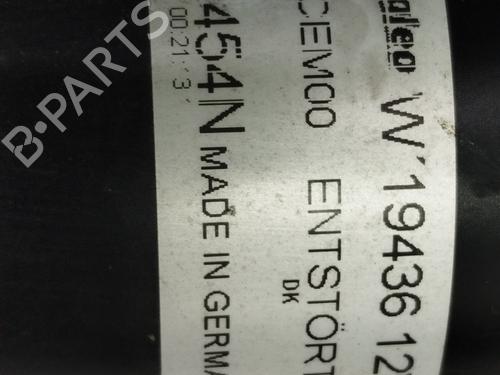 valeo W'19436 12
CEM00 ENTSTÖRT
DK
454N MADE IN GERMA
00:21:'3'
B-PARTS